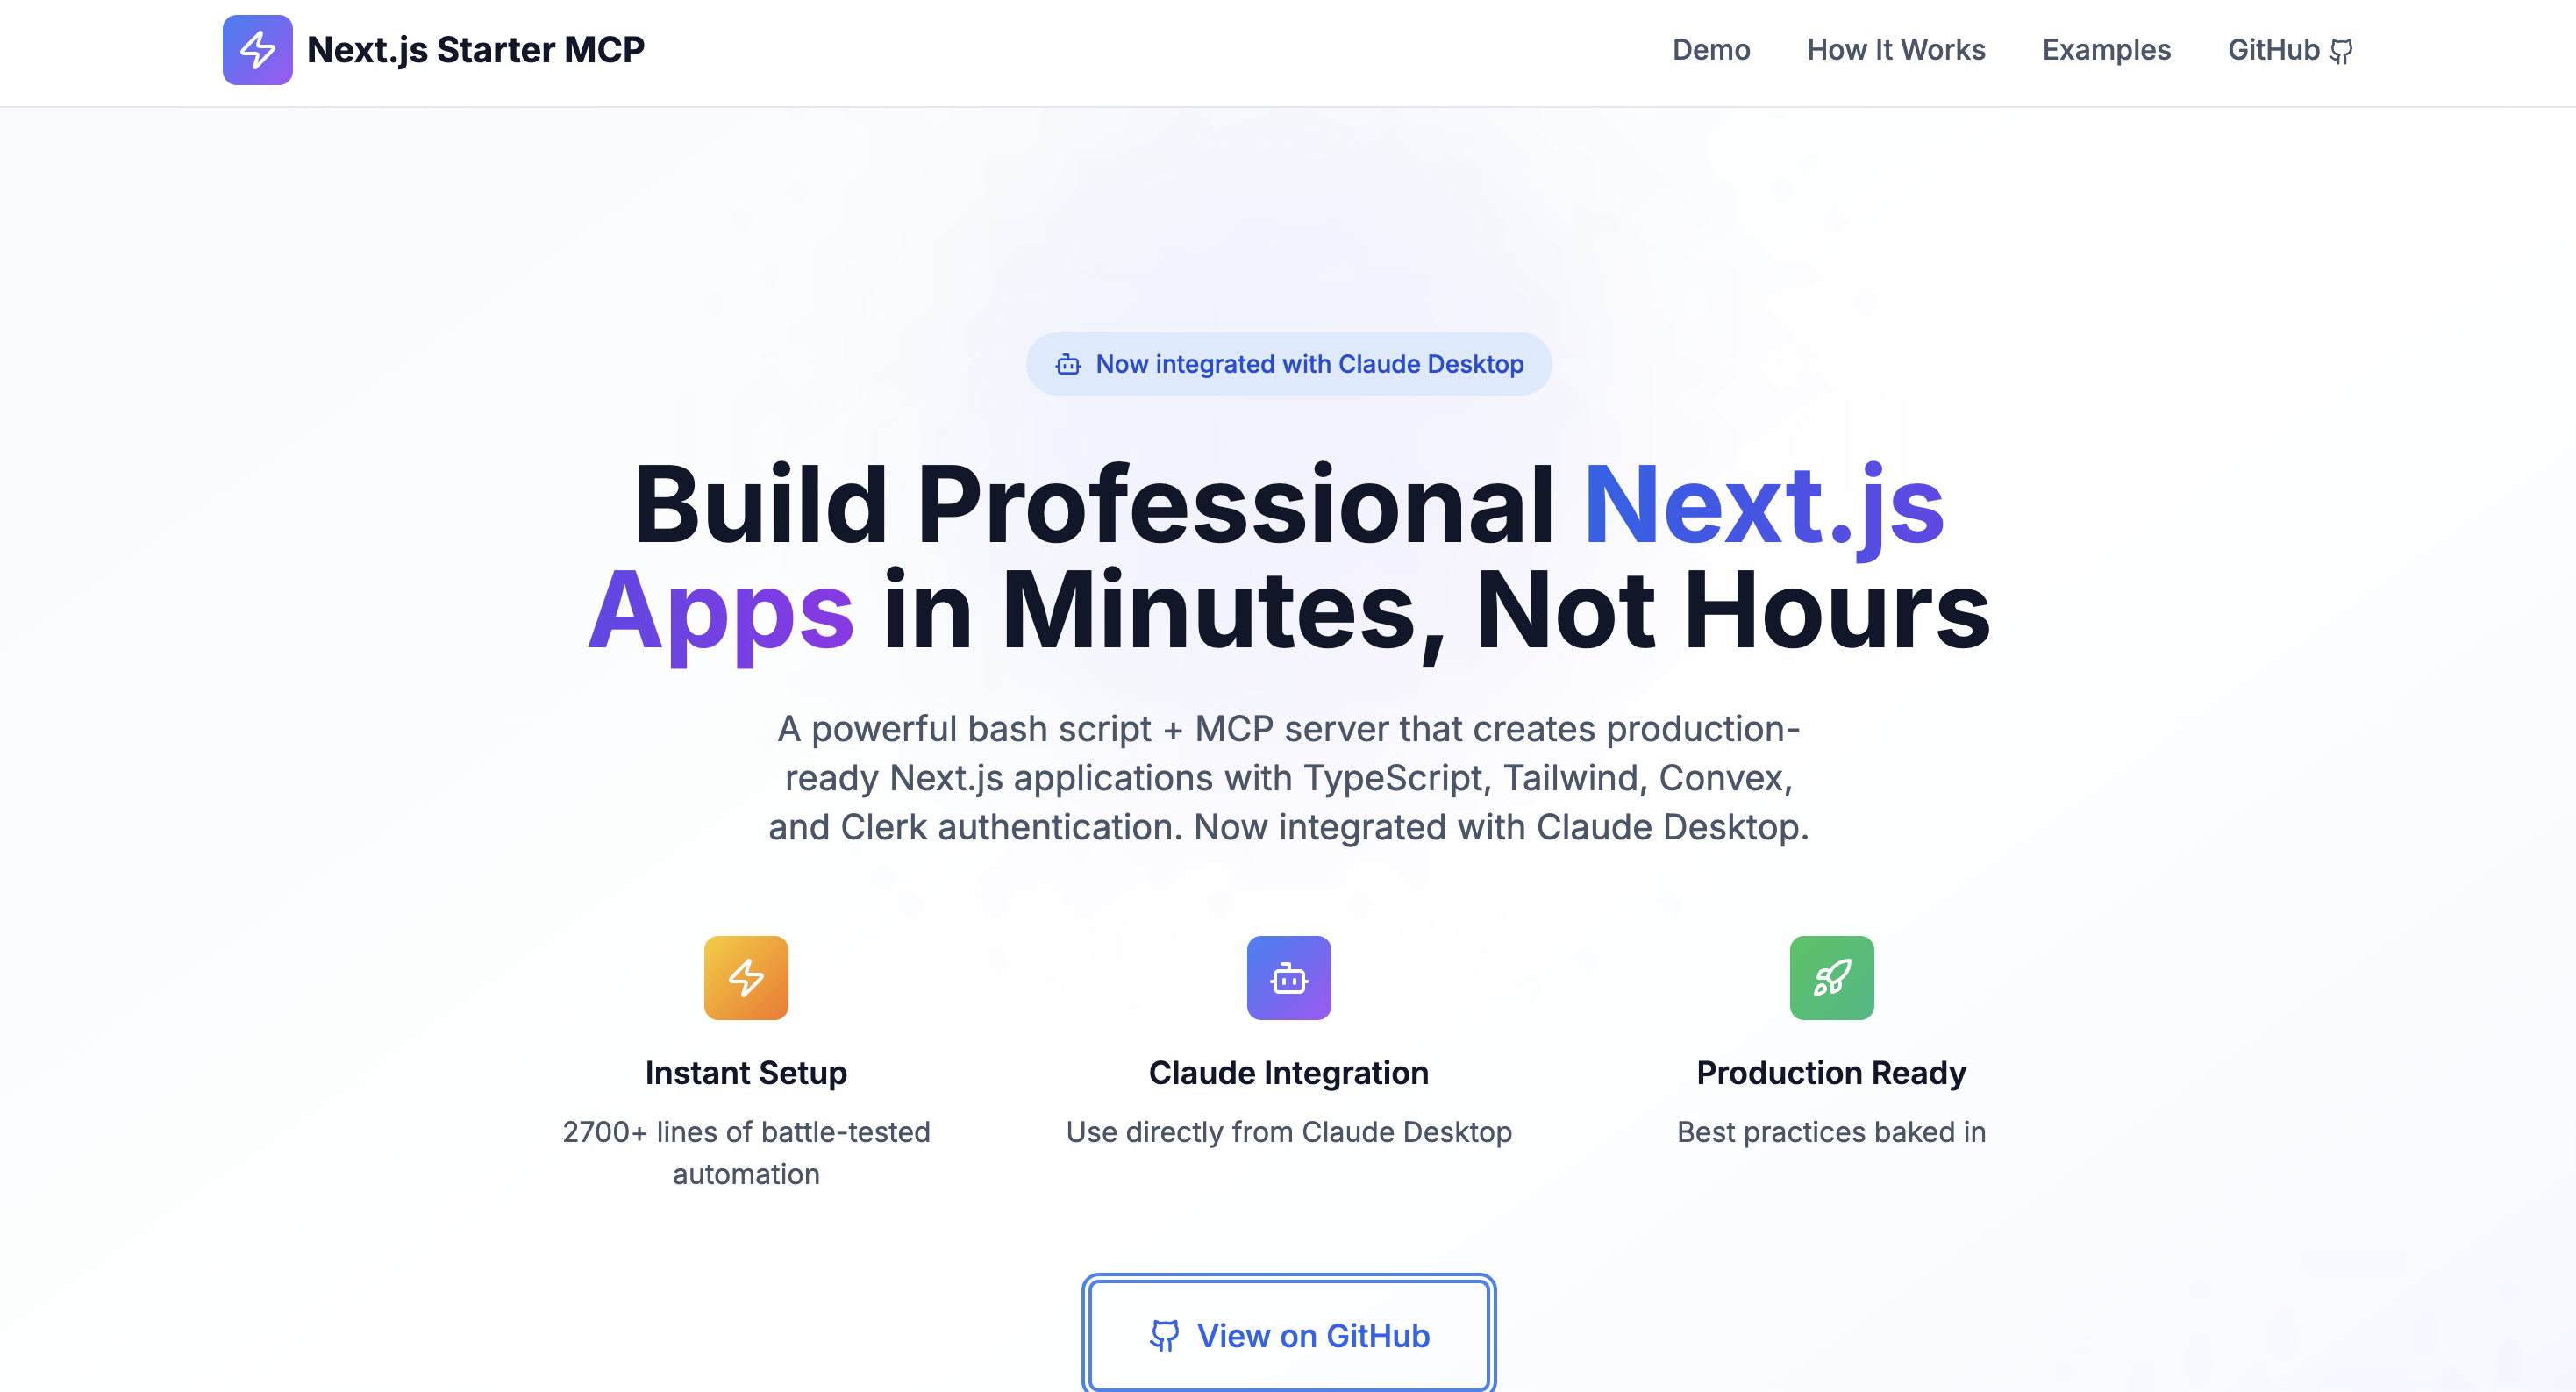 Next.js Starter MCP
Demo
How It Works
Examples
GitHub
Now integrated with Claude Desktop
Build Professional Next.js
Apps in Minutes, Not Hours
A powerful bash script + MCP server that creates production-
ready Next.js applications with TypeScript, Tailwind, Convex,
and Clerk authentication. Now integrated with Claude Desktop.
Instant Setup
2700+ lines of battle-tested
automation
Claude Integration
Use directly from Claude Desktop
Production Ready
Best practices baked in
View on GitHub